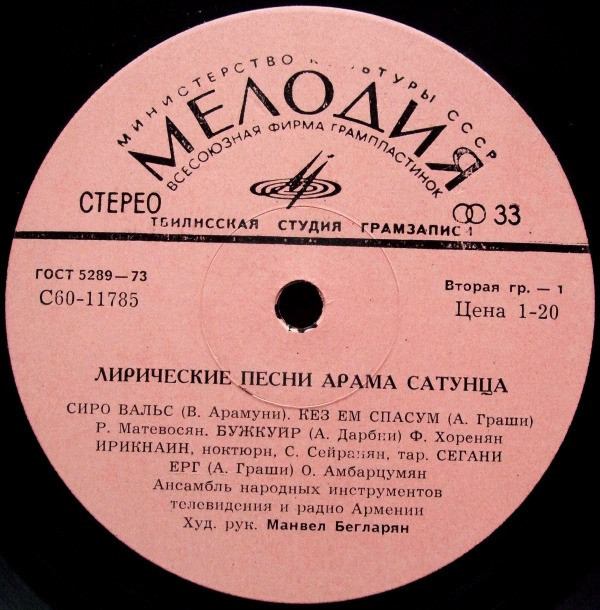 МИНИСТЕРСТВО КУЛЬТУРЫ СССР
МЕЛОДИЯ
ВСЕСОЮЗНАЯ ФИРМА ГРАМПЛАСТИНОК
СТЕРЕО
33
ТБИЛИССКАЯ СТУДИЯ ГРАМЗАПИСИ
ГОСТ 5289—73
С60-11785
Вторая гр. — 1
Цена 1-20
ЛИРИЧЕСКИЕ ПЕСНИ АРАМА САТУНЦА
СИРО ВАЛЬС (В. Арамуни). КЕЗ ЕМ СПАСУМ (А. Граши)
Р. Матевосян. БУЖКУЙР (А. Дарбни) Ф. Хоренян
ИРИКНАИН, ноктюрн, С. Сейранян, тар. СЕГАНИ
ЕРГ (А. Граши) О. Амбарцумян
Ансамбль народных инструментов
телевидения и радио Армении
Худ. рук. Манвел Бегларян